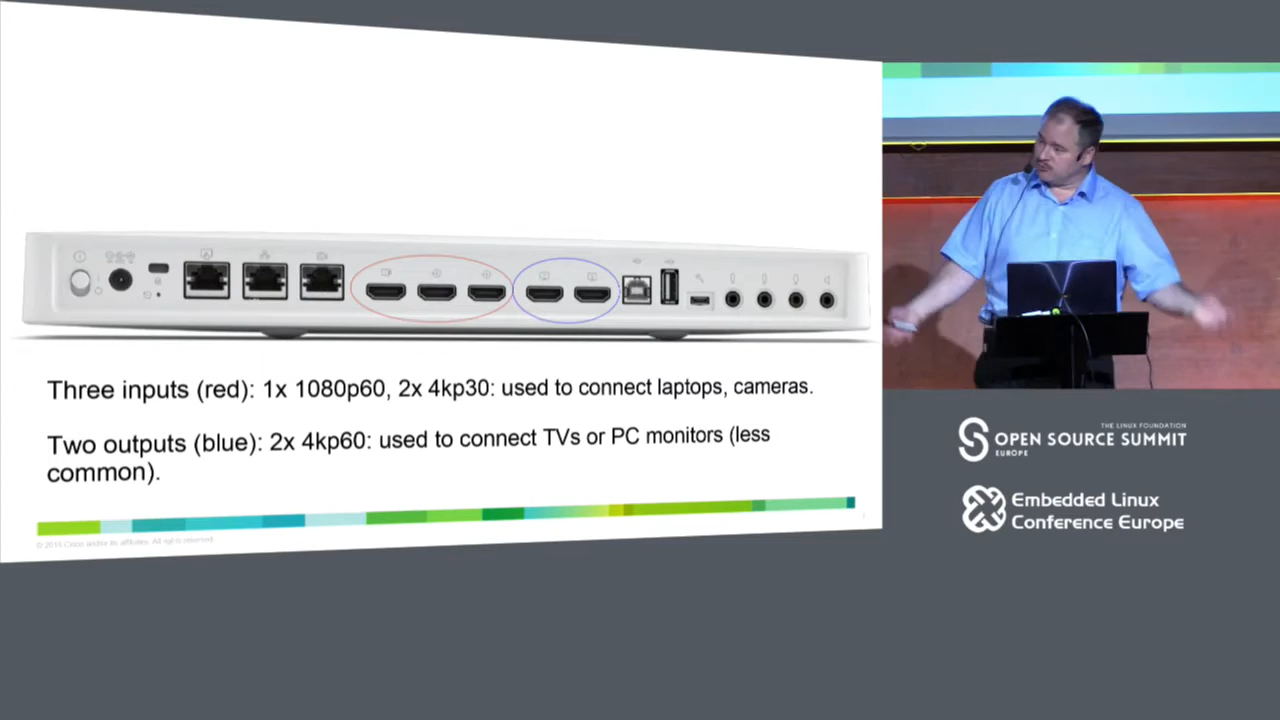 Three inputs (red): 1x 1080p60, 2x 4kp30: used to connect laptops, cameras.
Two outputs (blue): 2x 4kp60: used to connect TVs or PC monitors (less
common).
THE LINUX FOUNDATION
OPEN SOURCE SUMMIT
EUROPE
Embedded Linux
Conference Europe